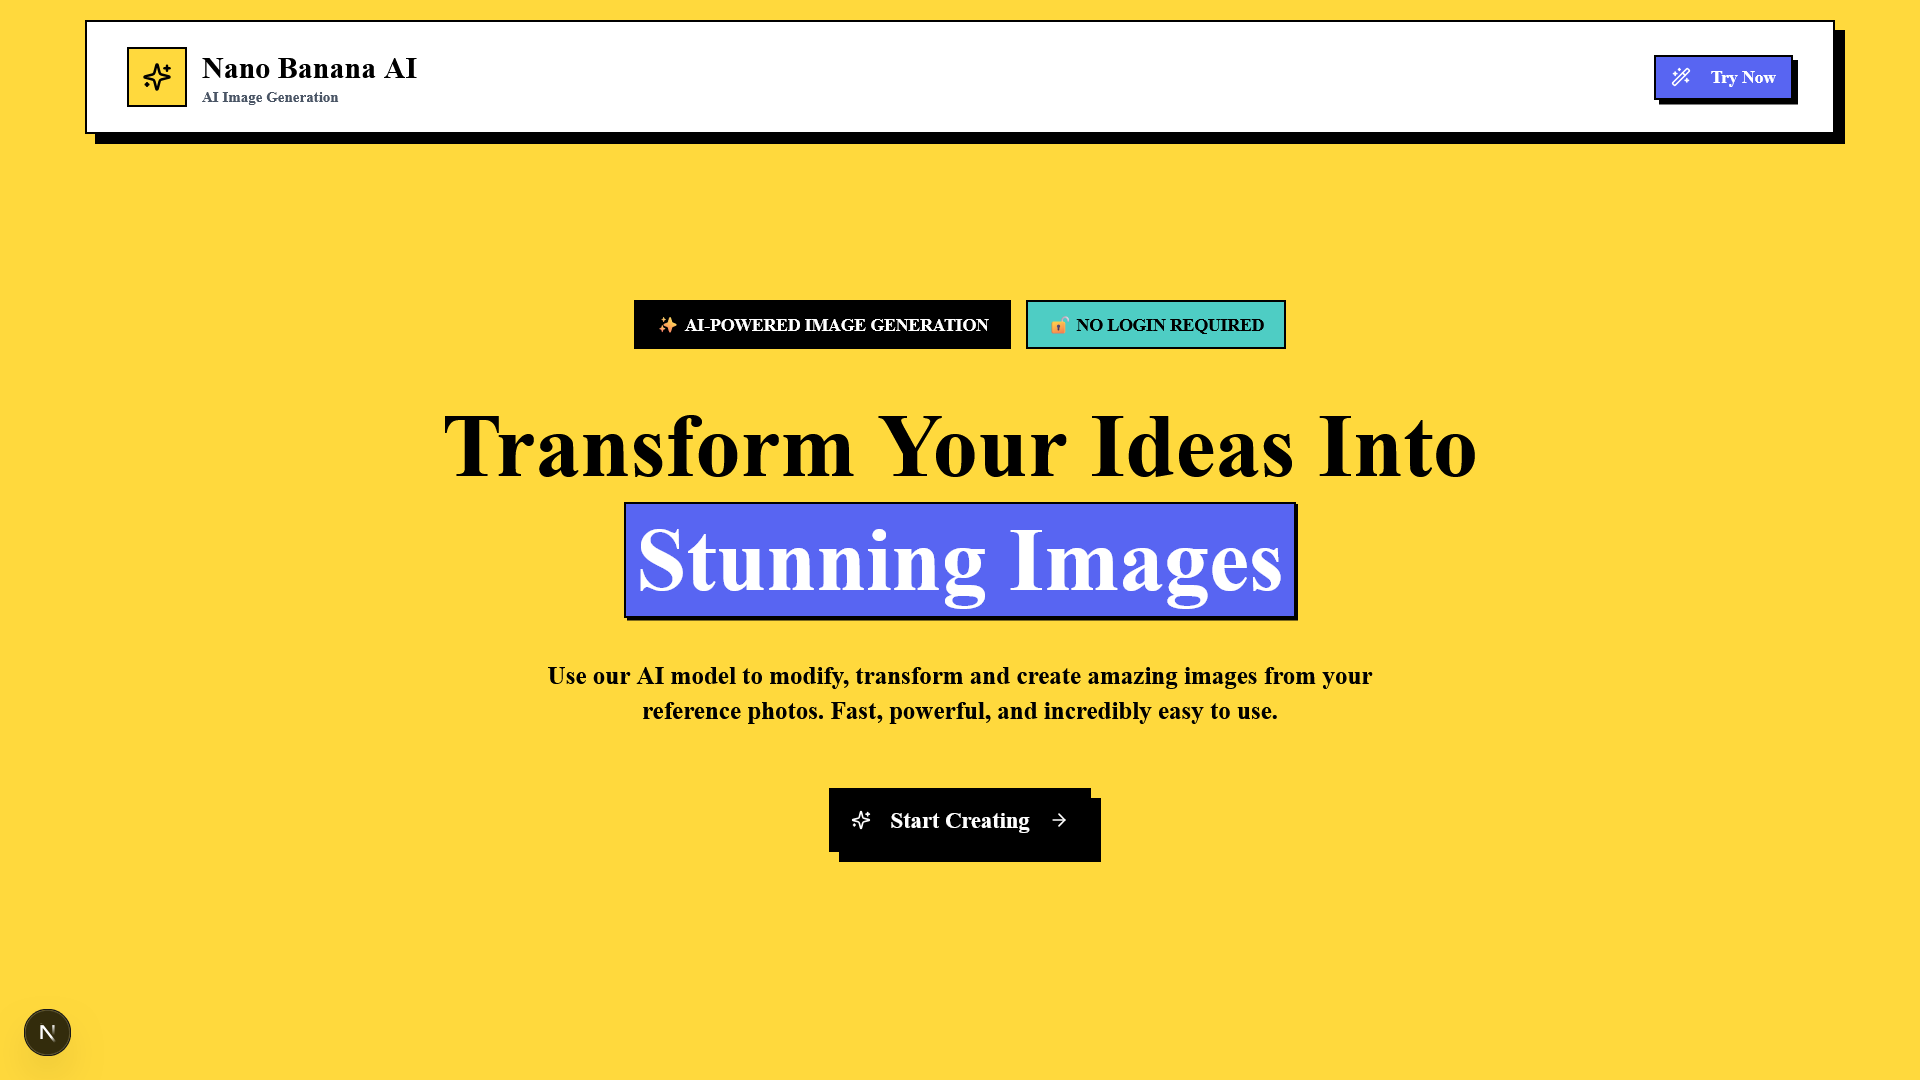 Nano Banana AI
AI Image Generation
Try Now
✨ AI-POWERED IMAGE GENERATION
🔓 NO LOGIN REQUIRED
Transform Your Ideas Into
Stunning Images
Use our AI model to modify, transform and create amazing images from your
reference photos. Fast, powerful, and incredibly easy to use.
Start Creating
N